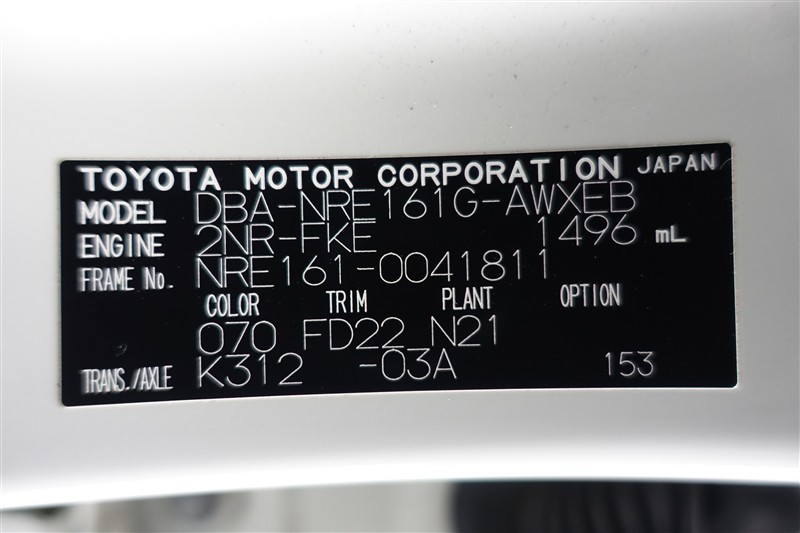 TOYOTA MOTOR CORPORATION JAPAN
MODEL DBA-NRE161G-AWXEB
ENGINE 2NR-FKE 1496 mL
FRAME No. NRE161-0041811
COLOR TRIM PLANT OPTION
070 FD22 N21
TRANS./AXLE K312 -03A 153